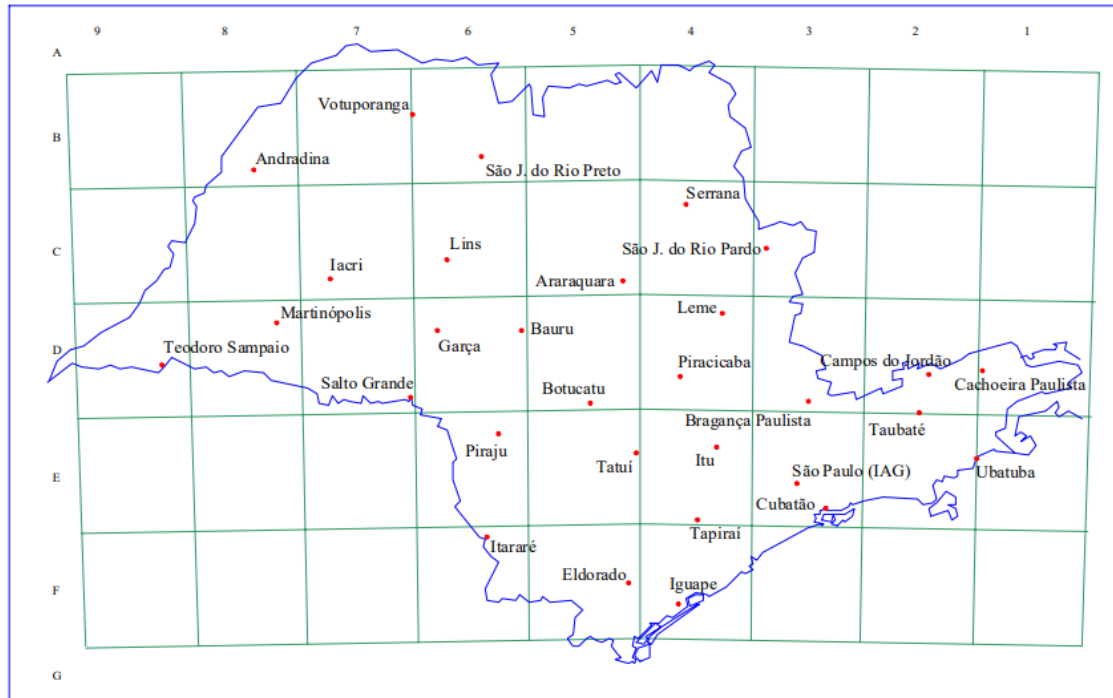 9 8 7 6 5 4 3 2 1
A
Votuporanga
B
Andradina
São J. do Rio Preto
Serrana
Lins
São J. do Rio Pardo
C
Iacri
Araraquara
Martinópolis
Leme
Bauru
Garça
D
Teodoro Sampaio
Piracicaba
Campos do Jordão
Salto Grande
Cachoeira Paulista
Botucatu
Bragança Paulista
Taubaté
Piraju
Itu
Tatuí
São Paulo (IAG)
Ubatuba
E
Cubatão
Tapiraí
Itararé
Eldorado
Iguape
F
G